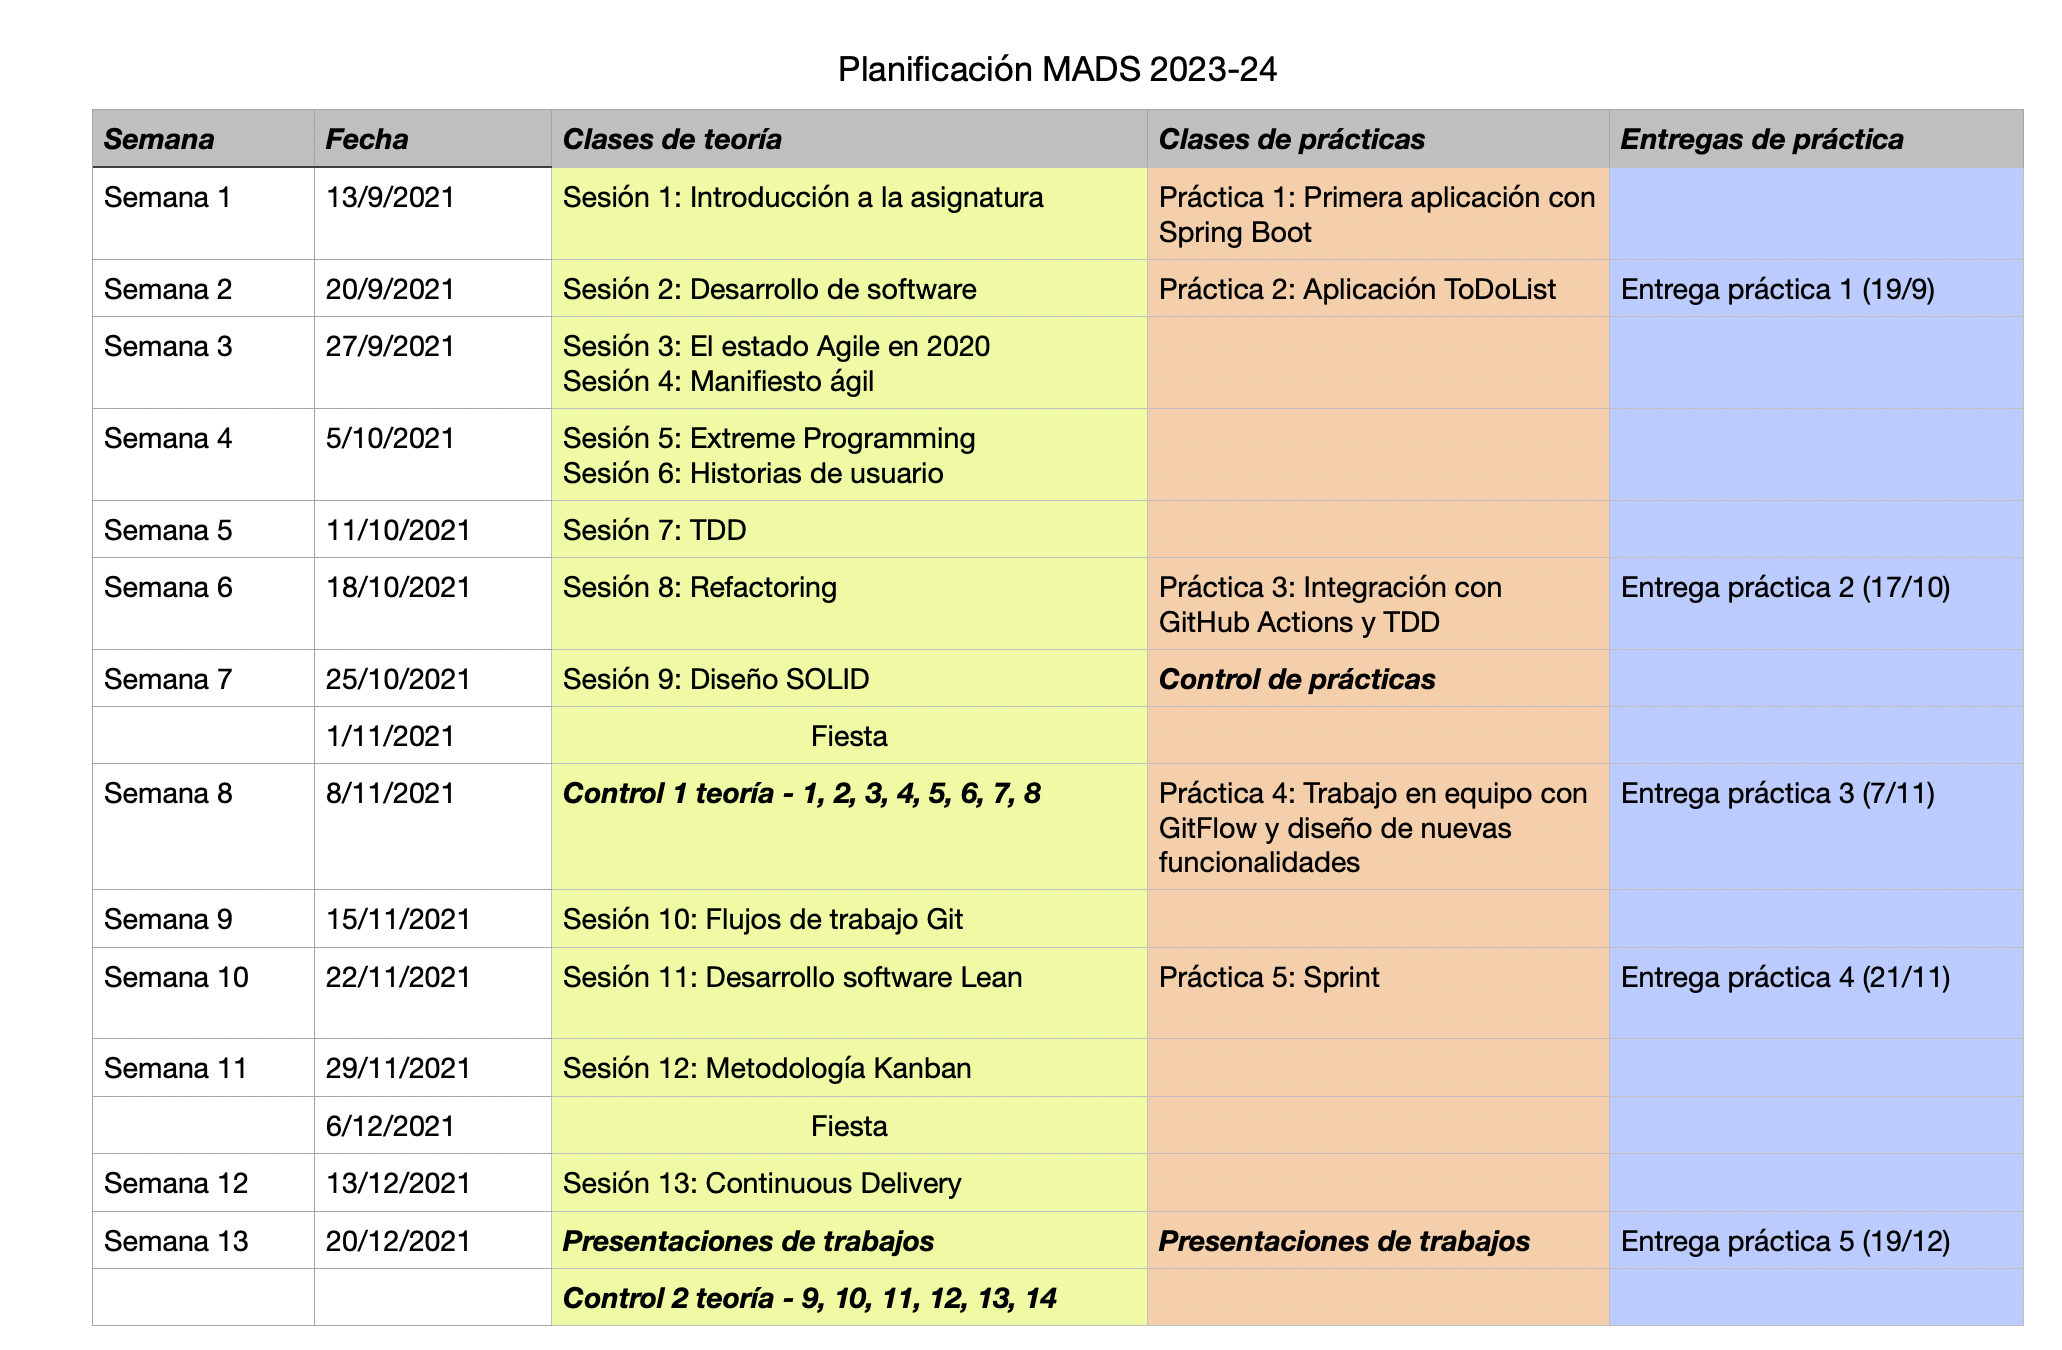 Planificación MADS 2023-24
Semana Fecha Clases de teoría Clases de prácticas Entregas de práctica
Semana 1 13/9/2021 Sesión 1: Introducción a la asignatura Práctica 1: Primera aplicación con
Spring Boot
Semana 2 20/9/2021 Sesión 2: Desarrollo de software Práctica 2: Aplicación ToDoList Entrega práctica 1 (19/9)
Semana 3 27/9/2021 Sesión 3: El estado Agile en 2020
Sesión 4: Manifiesto ágil
Semana 4 5/10/2021 Sesión 5: Extreme Programming
Sesión 6: Historias de usuario
Semana 5 11/10/2021 Sesión 7: TDD
Semana 6 18/10/2021 Sesión 8: Refactoring Práctica 3: Integración con Entrega práctica 2 (17/10)
GitHub Actions y TDD
Semana 7 25/10/2021 Sesión 9: Diseño SOLID Control de prácticas
1/11/2021 Fiesta
Semana 8 8/11/2021 Control 1 teoría - 1, 2, 3, 4, 5, 6, 7, 8 Práctica 4: Trabajo en equipo con Entrega práctica 3 (7/11)
GitFlow y diseño de nuevas
funcionalidades
Semana 9 15/11/2021 Sesión 10: Flujos de trabajo Git
Semana 10 22/11/2021 Sesión 11: Desarrollo software Lean Práctica 5: Sprint Entrega práctica 4 (21/11)
Semana 11 29/11/2021 Sesión 12: Metodología Kanban
6/12/2021 Fiesta
Semana 12 13/12/2021 Sesión 13: Continuous Delivery
Semana 13 20/12/2021 Presentaciones de trabajos Presentaciones de trabajos Entrega práctica 5 (19/12)
Control 2 teoría - 9, 10, 11, 12, 13, 14